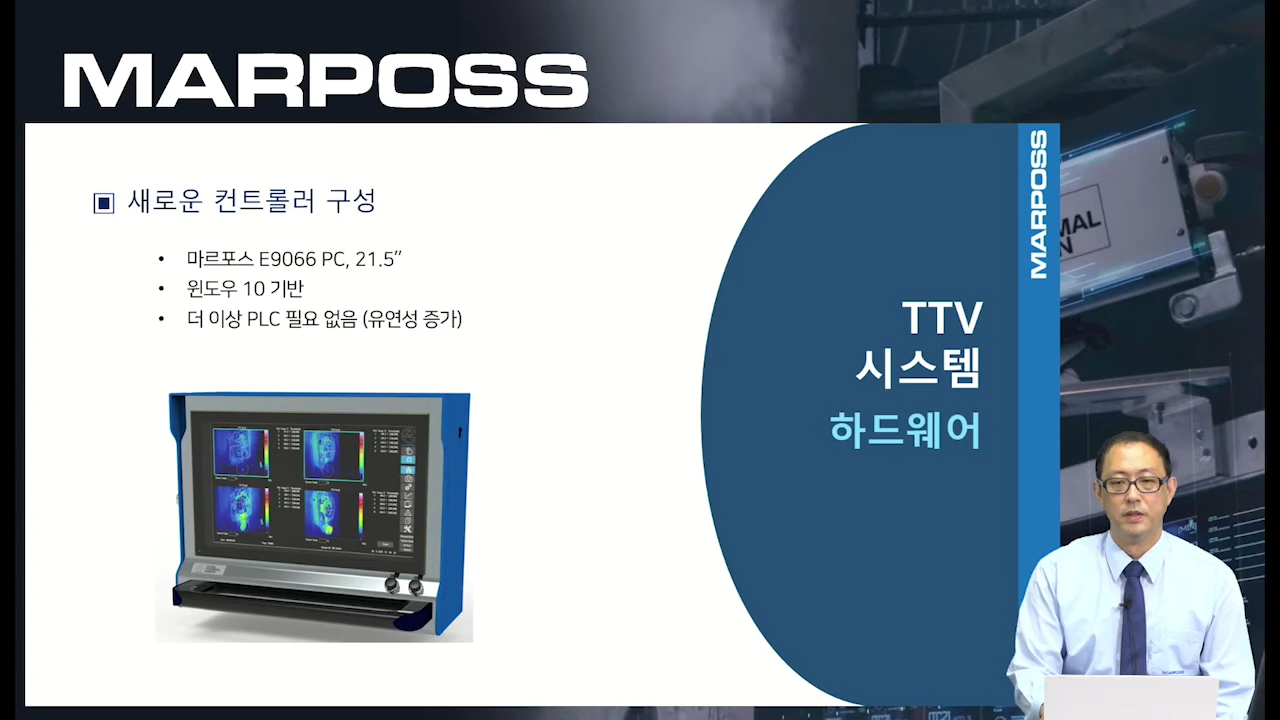 MARPOSS
MARPOSS
새로운 컨트롤러 구성
• 마르포스 E9066 PC, 21.5”
• 윈도우 10 기반
• 더 이상 PLC 필요 없음 (유연성 증가)
TTV
시스템
하드웨어
MARPOSS